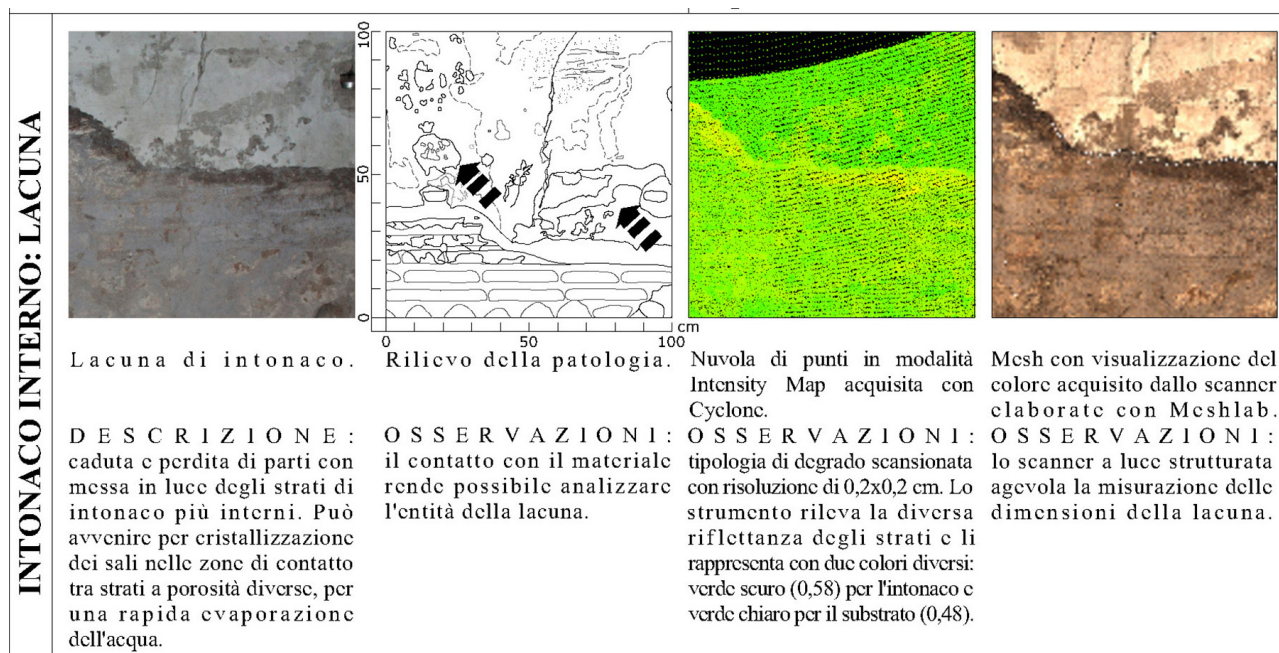 INTONACO INTERNO: LACUNA
100
50
0
0
50
100
cm
Lacuna di intonaco.
DESCRIZIONE:
caduta e perdita di parti con
messa in luce degli strati di
intonaco più interni. Può
avvenire per cristallizzazione
dei sali nelle zone di contatto
tra strati a porosità diverse, per
una rapida evaporazione
dell'acqua.
Rilievo della patologia.
OSSERVAZIONI:
il contatto con il materiale
rende possibile analizzare
l'entità della lacuna.
Nuvola di punti in modalità
Intensity Map acquisita con
Cyclone.
OSSERVAZIONI:
tipologia di degrado scansionata
con risoluzione di 0,2x0,2 cm. Lo
strumento rileva la diversa
riflettanza degli strati e li
rappresenta con due colori diversi:
verde scuro (0,58) per l'intonaco e
verde chiaro per il substrato (0,48).
Mesh con visualizzazione del
colore acquisito dallo scanner
elaborate con Meshlab.
OSSERVAZIONI:
lo scanner a luce strutturata
agevola la misurazione delle
dimensioni della lacuna.